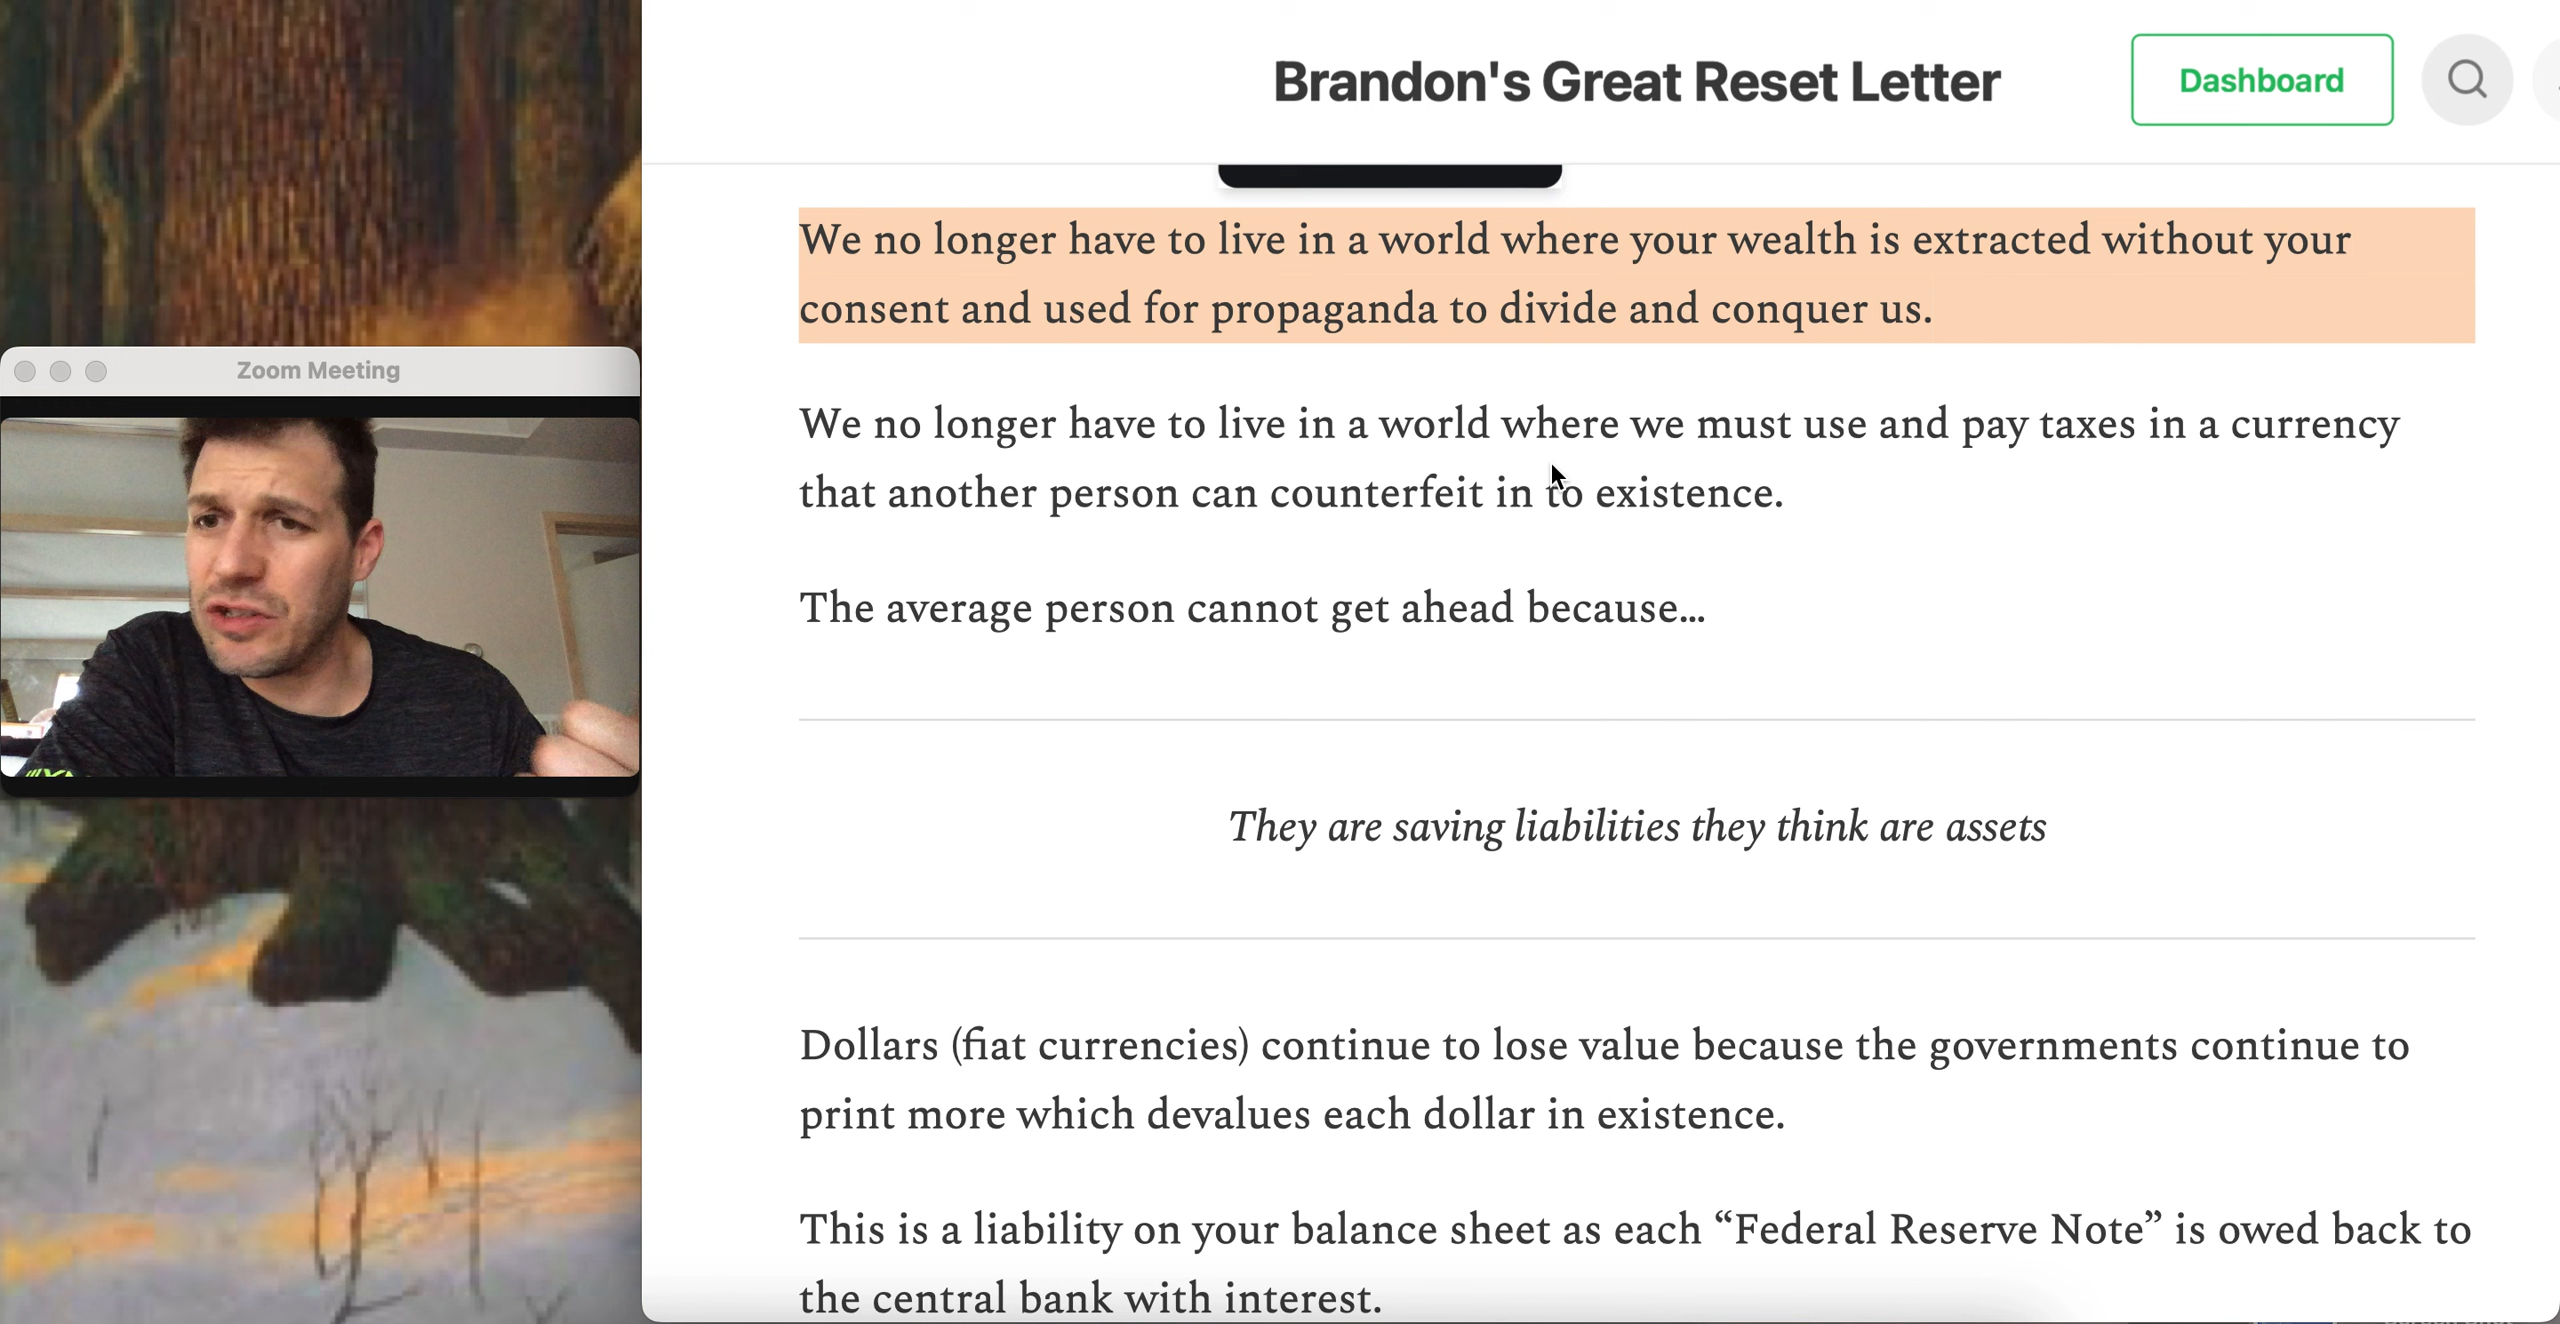 Brandon's Great Reset Letter
Dashboard
We no longer have to live in a world where your wealth is extracted without your
consent and used for propaganda to divide and conquer us.
Zoom Meeting
We no longer have to live in a world where we must use and pay taxes in a currency
that another person can counterfeit in to existence.
The average person cannot get ahead because...
They are saving liabilities they think are assets
Dollars (fiat currencies) continue to lose value because the governments continue to
print more which devalues each dollar in existence.
This is a liability on your balance sheet as each “Federal Reserve Note” is owed back to
the central bank with interest.